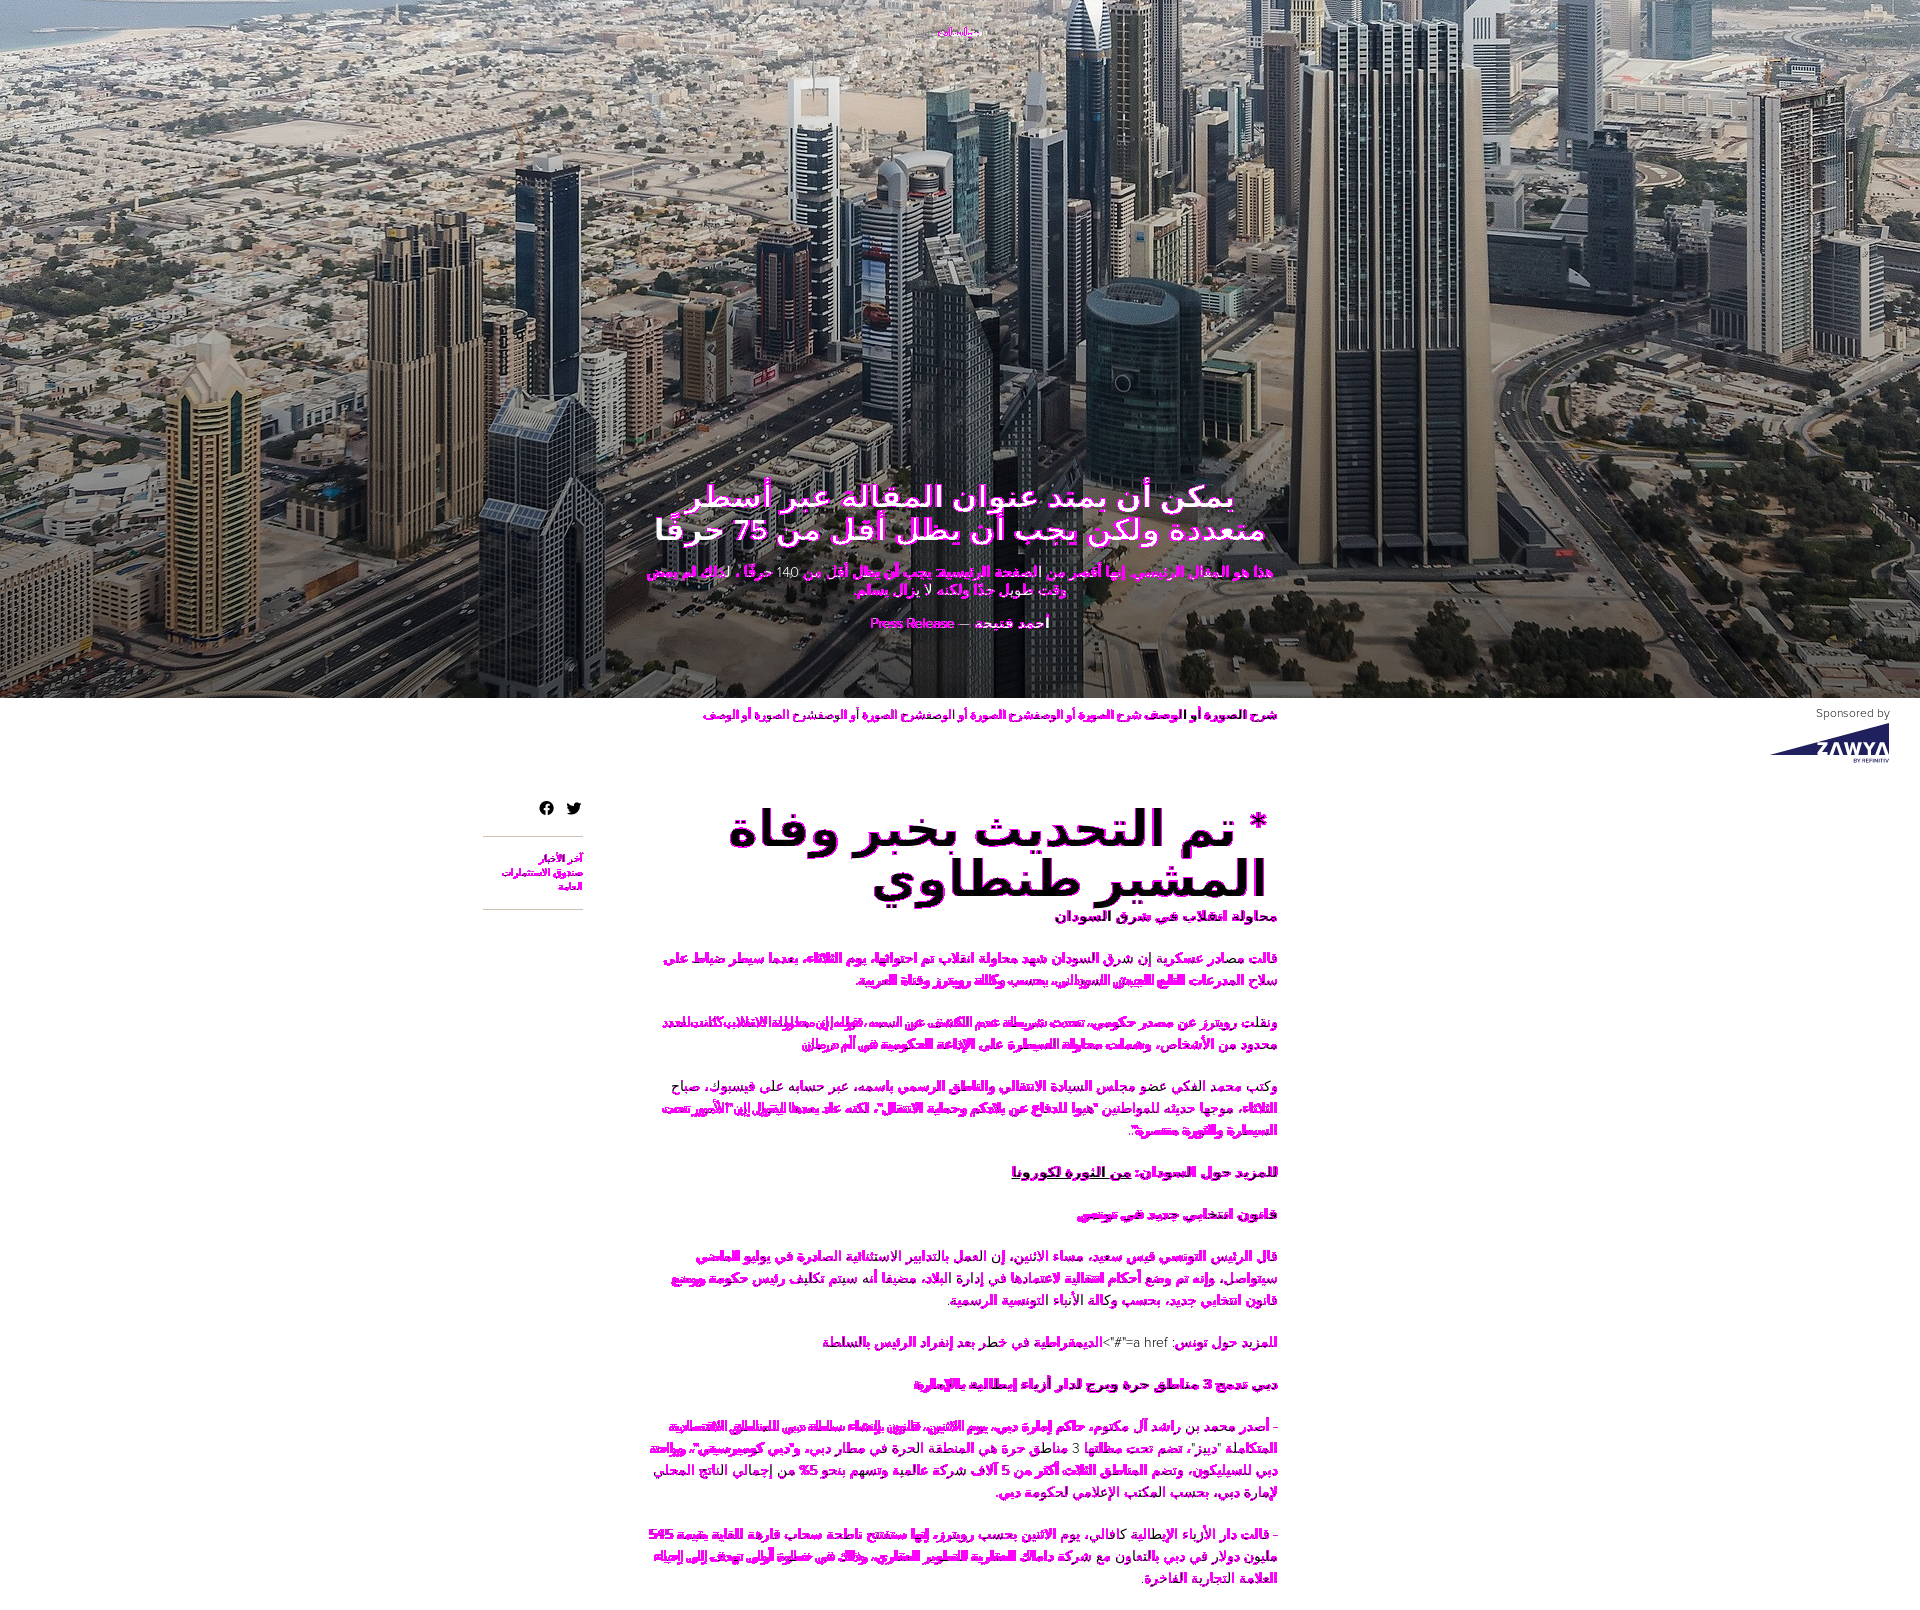 يمكن أن يمتد عنوان المقالة عبر أسطر
متعددة ولكن يجب أن يظل أقل من 75 حرفًا
هذا هو المقال الرئيسي. إنها أقصر من الصفحة الرئيسية: يجب أن يظل أقل من 140 حرفًا ، لذلك لم يمض
وقت طويل جدًا ولكنه لا يزال يسلم.
أحمد فتيحة — Press Release
شرح الصورة أو الوصف شرح الصورة أو الوصفشرح الصورة أو الوصفشرح الصورة أو الوصفشرح الصورة أو الوصف
Sponsored by
ZAWYA
BY REFINITIV
آخر الأخبار
صندوق الاستثمارات
العامة
* تم التحديث بخبر وفاة
المشير طنطاوي
محاولة انقلاب في شرق السودان
قالت مصادر عسكرية إن شرق السودان شهد محاولة انقلاب تم احتوائها، يوم الثلاثاء، بعدما سيطر ضباط على
سلاح المدرعات التابع للجيش السوداني، بحسب وكالة رويترز وقناة العربية.
ونقلت رويترز عن مصدر حكومي، تحدث شريطة عدم الكشف عن اسمه، قوله إن محاولة الانقلاب كانت لعدد
محدود من الأشخاص، وشملت محاولة السيطرة على الإذاعة الحكومية في أم درمان.
وكتب محمد الفكي عضو مجلس السيادة الانتقالي والناطق الرسمي باسمه، عبر حسابه على فيسبوك، صباح
الثلاثاء، موجها حديثه للمواطنين "هبوا للدفاع عن بلادكم وحماية الانتقال"، لكنه عاد بعدها ليقول إن "الأمور تحت
السيطرة والثورة منتصرة".
للمزيد حول السودان: من الثورة لكورونا
قانون انتخابي جديد في تونس
قال الرئيس التونسي قيس سعيد، مساء الاثنين، إن العمل بالتدابير الاستثنائية الصادرة في يوليو الماضي
سيتواصل، وإنه تم وضع أحكام انتقالية لاعتمادها في إدارة البلاد، مضيفا أنه سيتم تكليف رئيس حكومة ووضع
قانون انتخابي جديد، بحسب وكالة الأنباء التونسية الرسمية.
للمزيد حول تونس: a href="#">الديمقراطية في خطر بعد إنفراد الرئيس بالسلطة
دبي تدمج 3 مناطق حرة وبرج لدار أزياء إيطالية بالإمارة
- أصدر محمد بن راشد آل مكتوم، حاكم إمارة دبي، يوم الاثنين، قانون بإنشاء سلطة دبي للمناطق الاقتصادية
المتكاملة "دييز"، تضم تحت مظلتها 3 مناطق حرة هي المنطقة الحرة في مطار دبي، و"دبي كوميرسيتي"، وواحة
دبي للسيليكون، وتضم المناطق الثلاث أكثر من 5 آلاف شركة عالمية وتسهم بنحو 5% من إجمالي الناتج المحلي
لإمارة دبي، بحسب المكتب الإعلامي لحكومة دبي.
- قالت دار الأزياء الإيطالية كافالي، يوم الاثنين بحسب رويترز، إنها ستفتتح ناطحة سحاب فارهة للغاية بقيمة 545
مليون دولار في دبي بالتعاون مع شركة داماك العقارية للتطوير العقاري، وذلك في خطوة أولى تهدف إلى إحياء
العلامة التجارية الفاخرة.